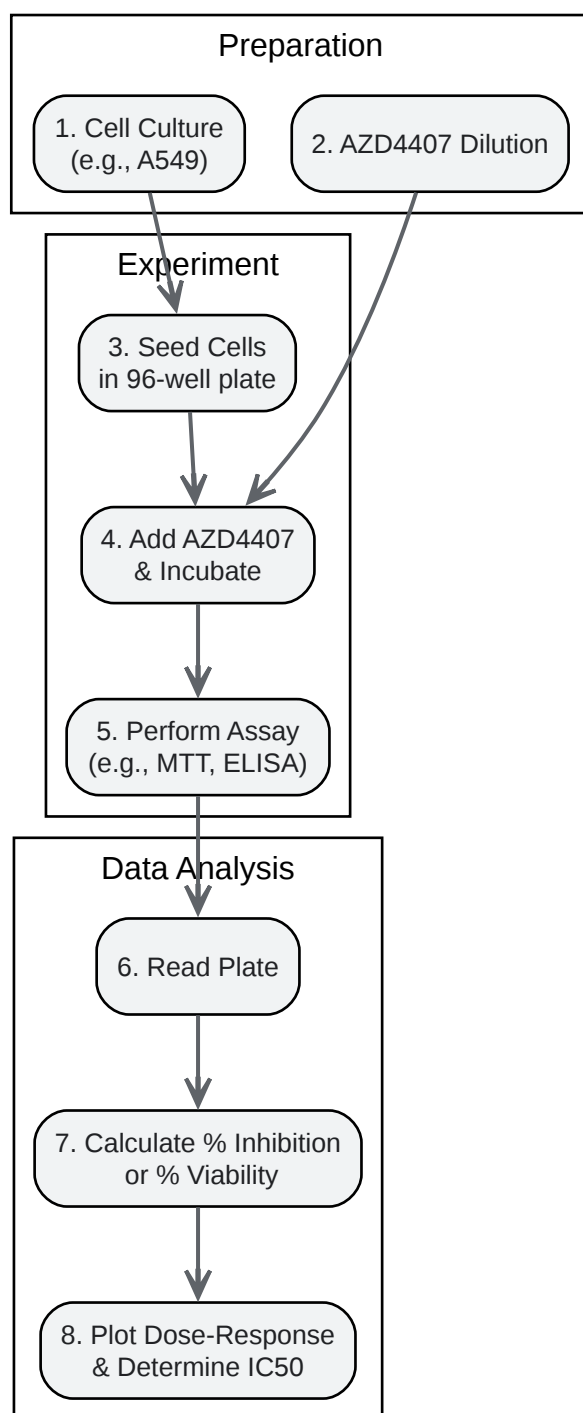 Preparation
1. Cell Culture
(e.g., A549)
2. AZD4407 Dilution
Experiment
3. Seed Cells
in 96-well plate
4. Add AZD4407
& Incubate
5. Perform Assay
(e.g., MTT, ELISA)
Data Analysis
6. Read Plate
7. Calculate % Inhibition
or % Viability
8. Plot Dose-Response
& Determine IC50